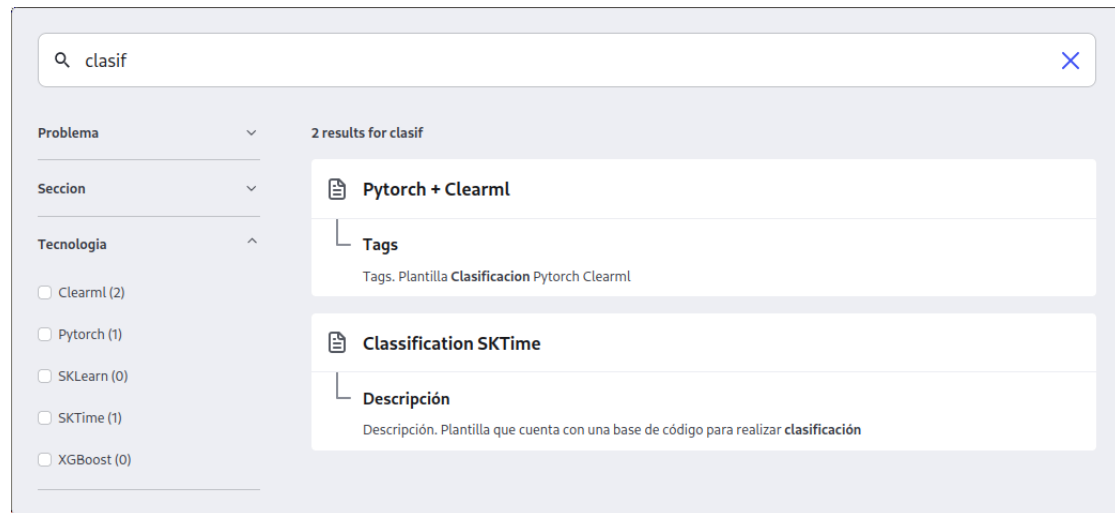 clasif
Problema
Seccion
Tecnologia
Clearml (2)
Pytorch (1)
SKLearn (0)
SKTime (1)
XGBoost (0)
2 results for clasif
Pytorch + Clearml
Tags
Tags. Plantilla Clasificacion Pytorch Clearml
Classification SKTime
Descripción
Descripción. Plantilla que cuenta con una base de código para realizar clasificación